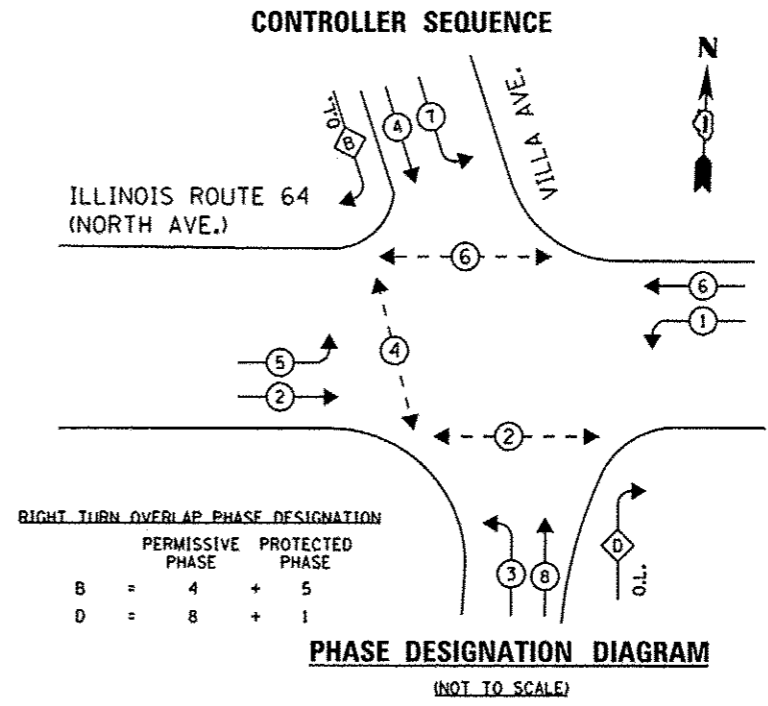 CONTROLLER SEQUENCE
N
1
O.L.
B
4
7
VILLA AVE.
ILLINOIS ROUTE 64
(NORTH AVE.)
6
6
1
4
5
2
2
RIGHT TURN OVERLAP PHASE DESIGNATION
PERMISSIVE PROTECTED
PHASE PHASE
B = 4 + 5
D = 8 + 1
3
8
D
O.L.
PHASE DESIGNATION DIAGRAM
(NOT TO SCALE)